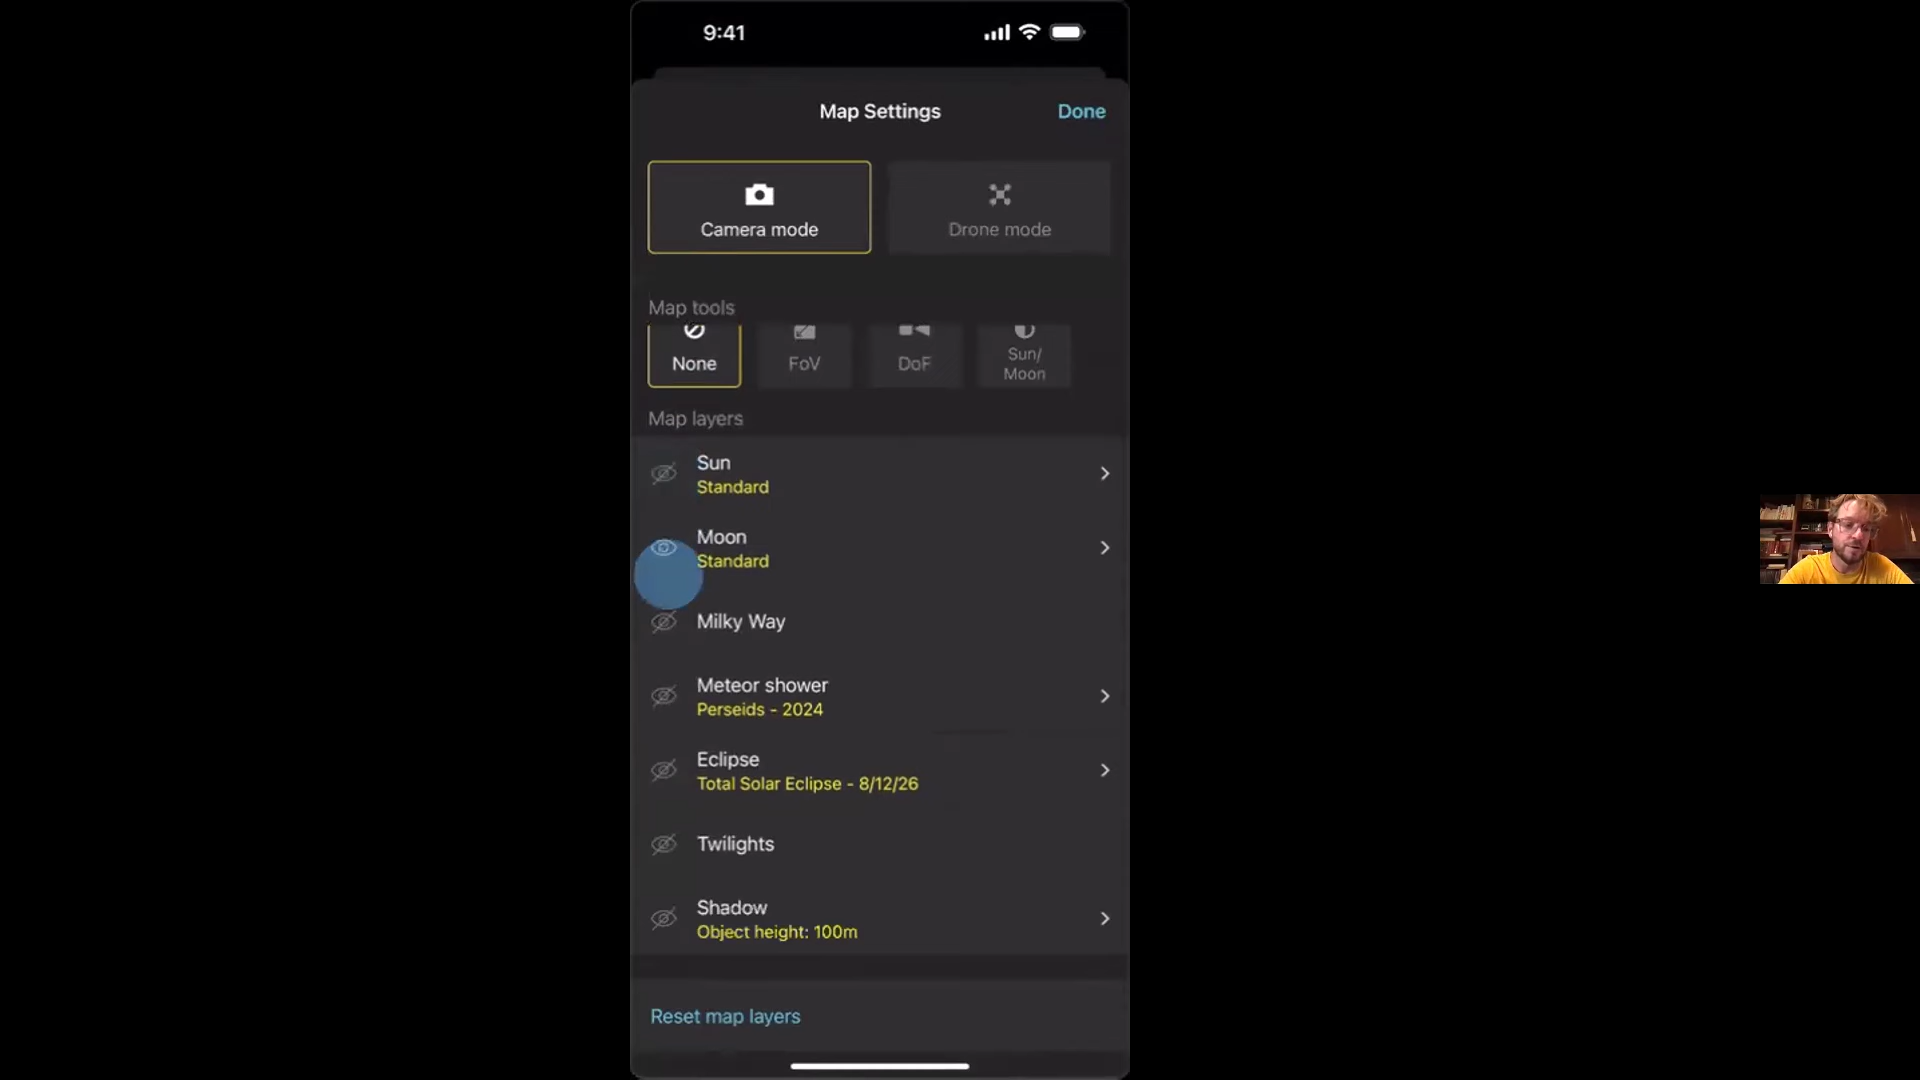 9:41
Map Settings
Done
Camera mode
Drone mode
Map tools
None
FoV
DoF
Sun/
Moon
Map layers
Sun
Standard
Moon
Standard
Milky Way
Meteor shower
Perseids - 2024
Eclipse
Total Solar Eclipse - 8/12/26
Twilights
Shadow
Object height: 100m
Reset map layers